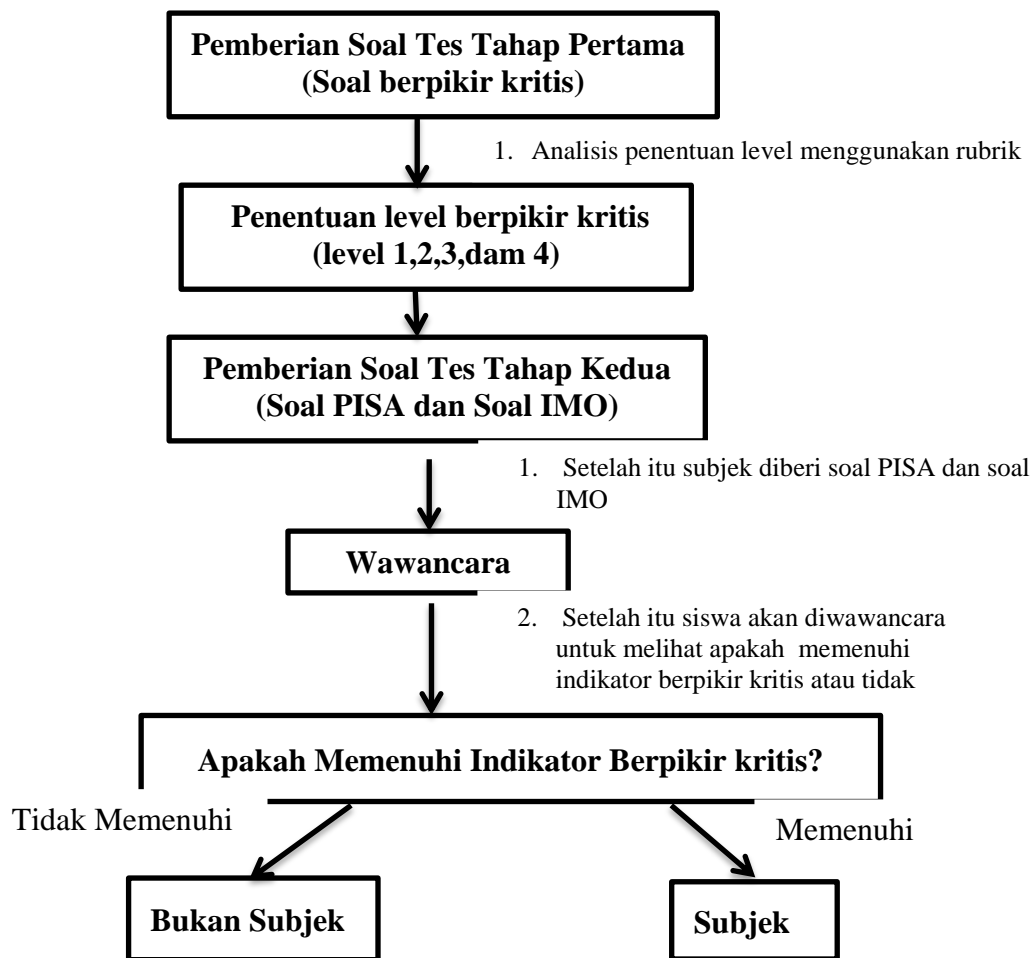 Pemberian Soal Tes Tahap Pertama
(Soal berpikir kritis)
1. Analisis penentuan level menggunakan rubrik
Penentuan level berpikir kritis
(level 1,2,3,dam 4)
Pemberian Soal Tes Tahap Kedua
(Soal PISA dan Soal IMO)
1. Setelah itu subjek diberi soal PISA dan soal
IMO
Wawancara
2. Setelah itu siswa akan diwawancara
untuk melihat apakah memenuhi
indikator berpikir kritis atau tidak
Apakah Memenuhi Indikator Berpikir kritis?
Tidak Memenuhi
Memenuhi
Bukan Subjek
Subjek